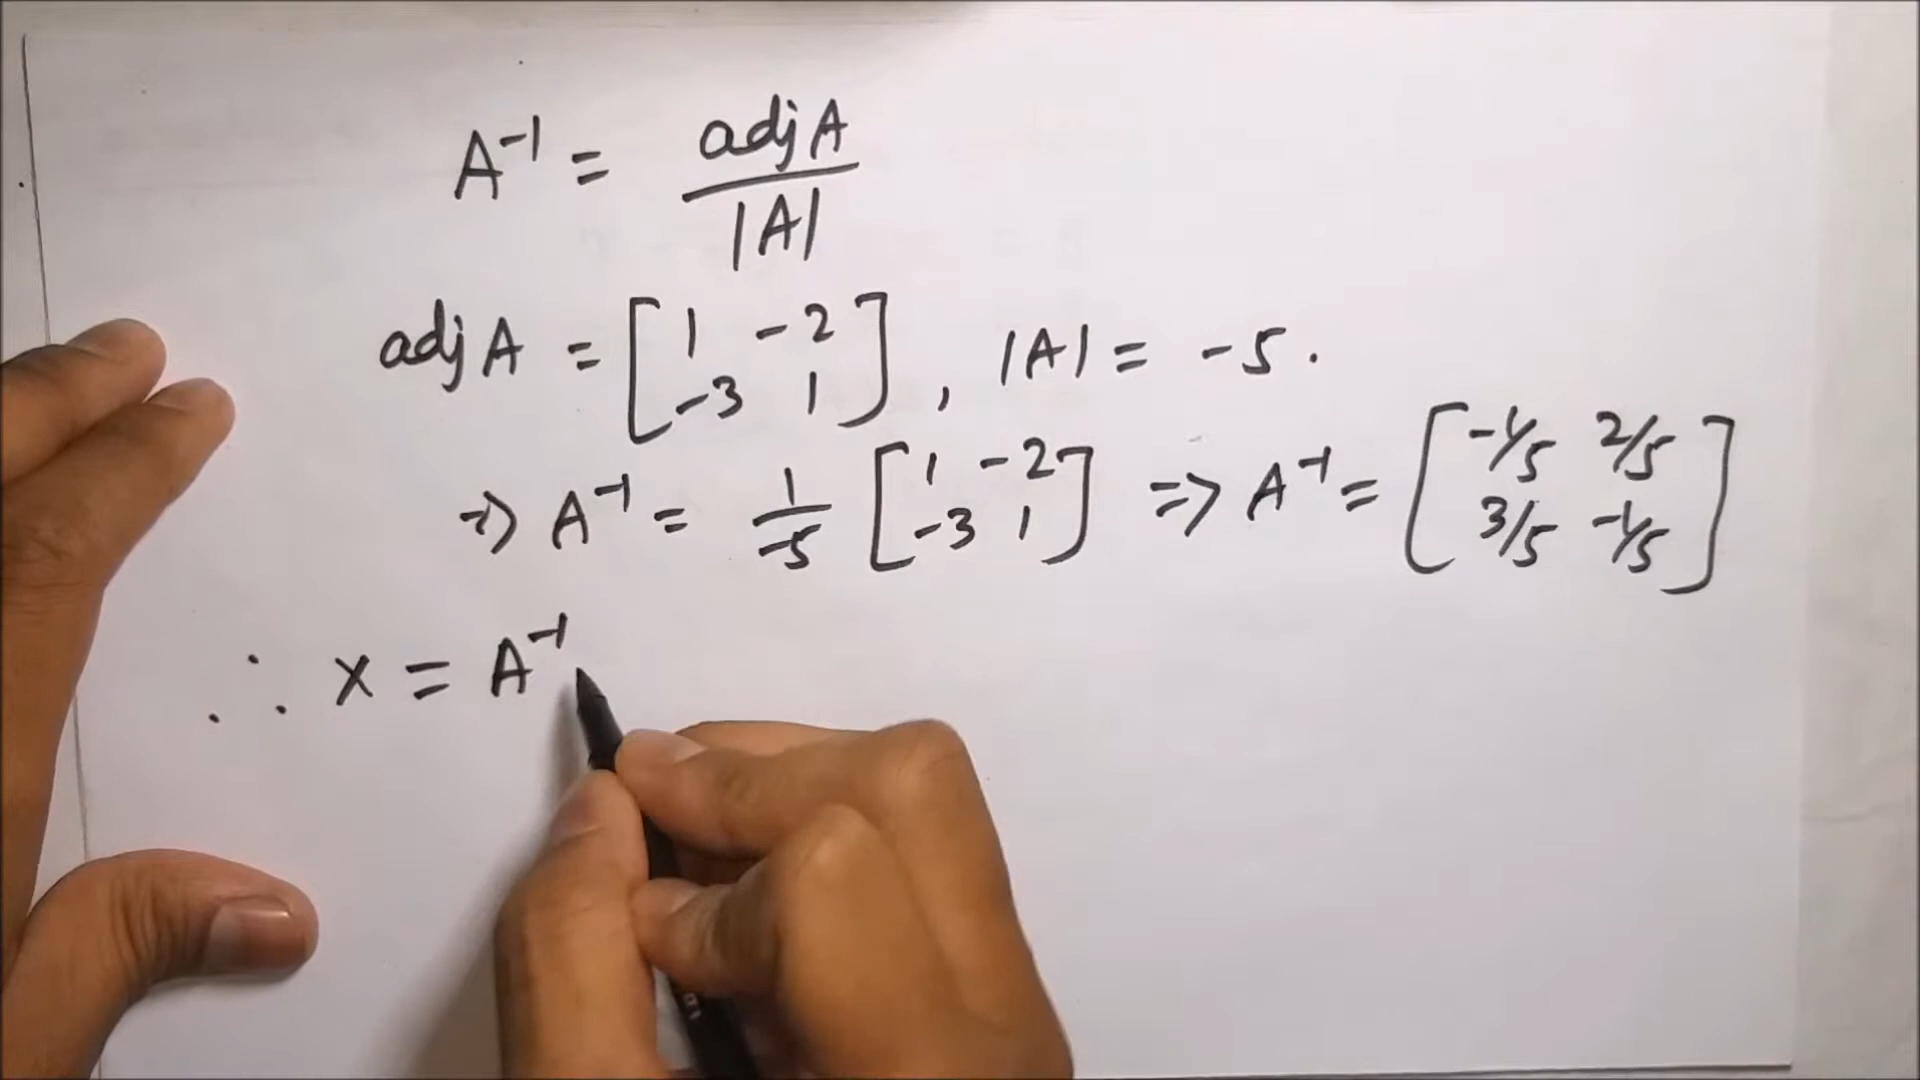 A⁻¹ = adj A / |A|
adj A = [1 -2; -3 1], |A| = -5.
=> A⁻¹ = 1/-5 [1 -2; -3 1] => A⁻¹ = [-1/5 2/5; 3/5 -1/5]
∴ x = A⁻¹